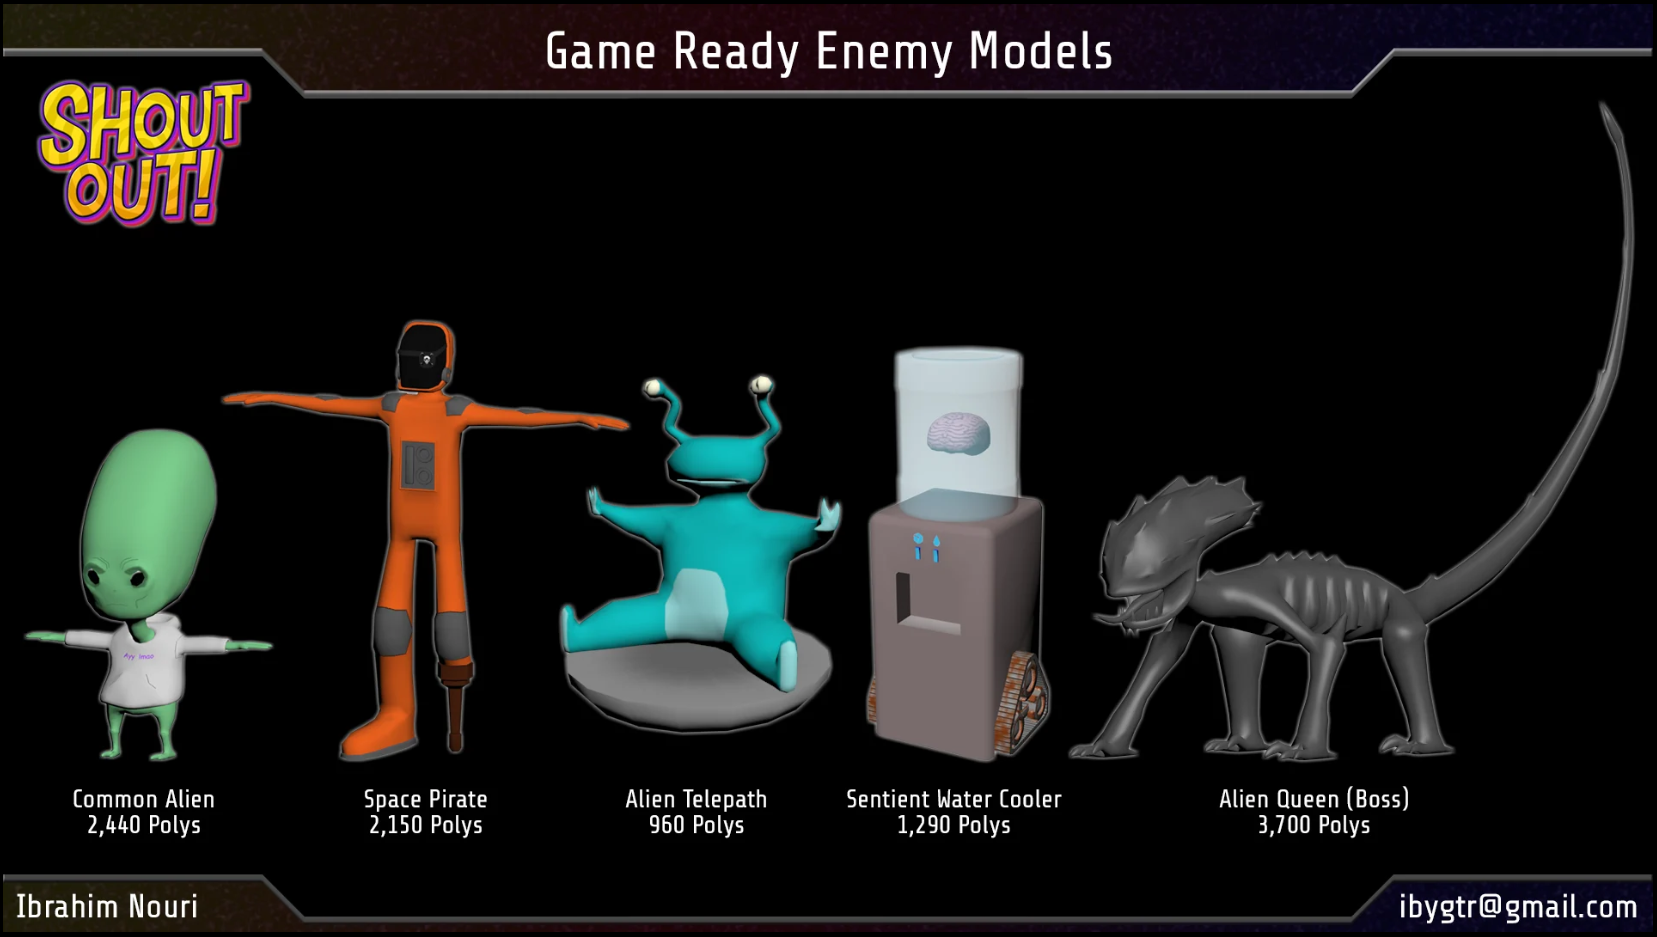 Game Ready Enemy Models
SHOUT
OUT!
Ayy lmao
Common Alien
2,440 Polys
Space Pirate
2,150 Polys
Alien Telepath
960 Polys
Sentient Water Cooler
1,290 Polys
Alien Queen (Boss)
3,700 Polys
Ibrahim Nouri
ibygtr@gmail.com